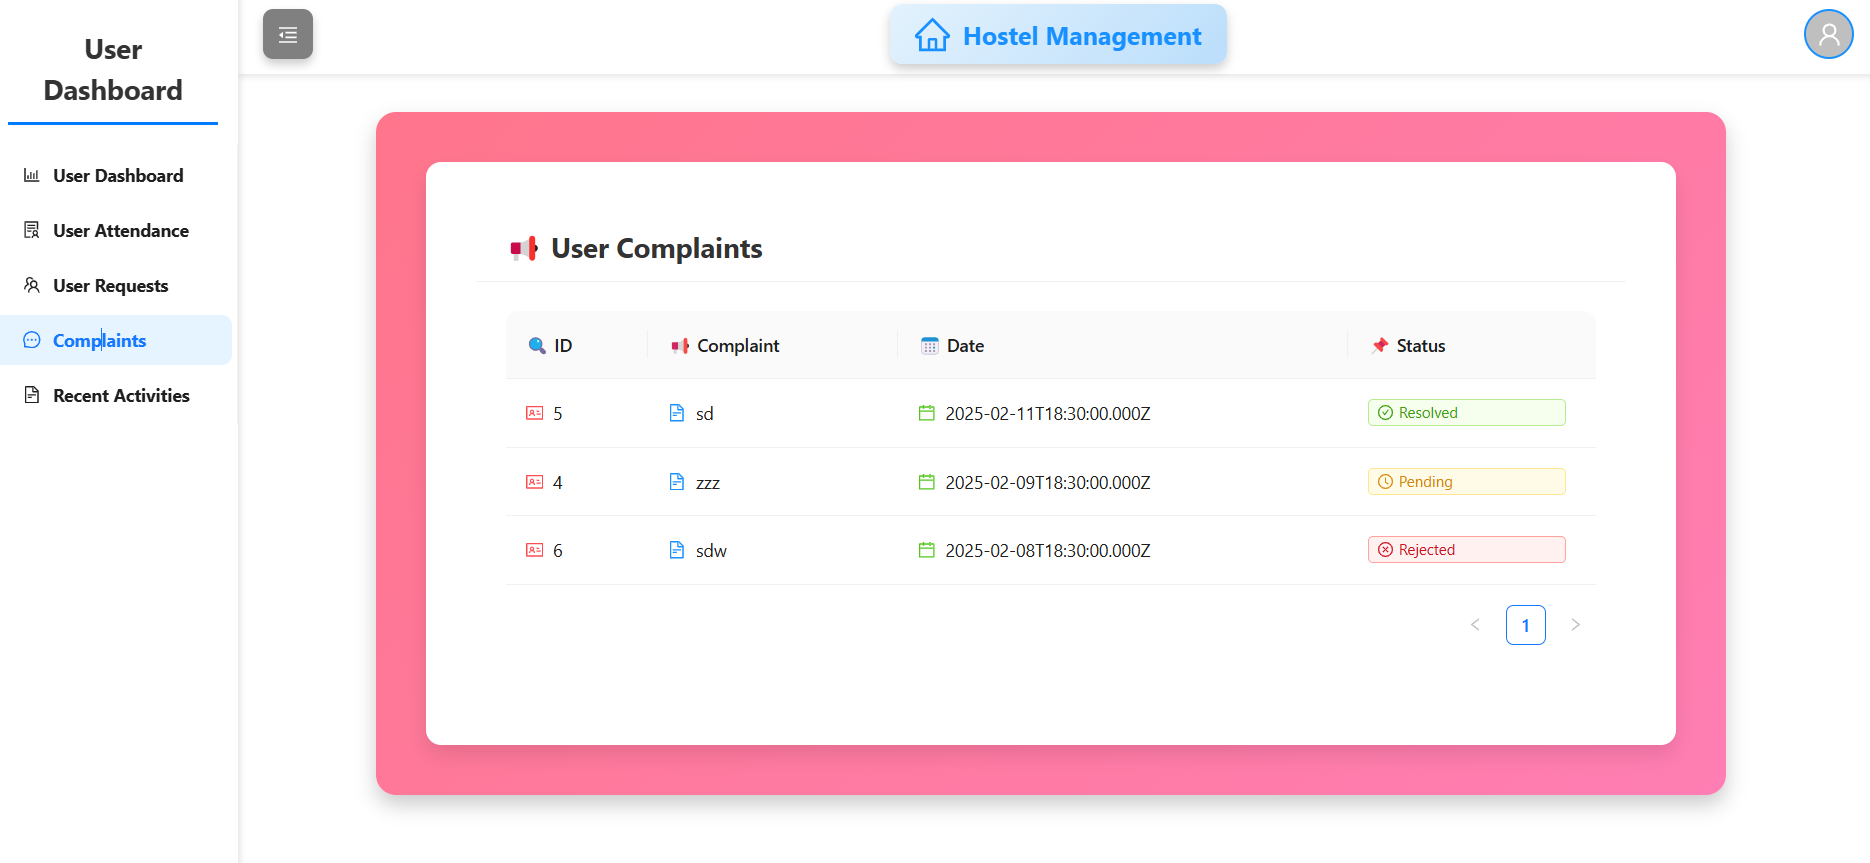 User
Dashboard
User Dashboard
User Attendance
User Requests
Complaints
Recent Activities
Hostel Management
User Complaints
ID Complaint Date Status
5 sd 2025-02-11T18:30:00.000Z Resolved
4 zzz 2025-02-09T18:30:00.000Z Pending
6 sdw 2025-02-08T18:30:00.000Z Rejected
1